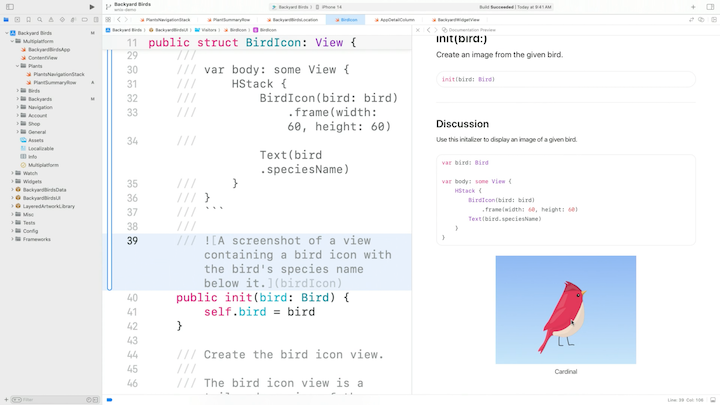 Backyard Birds
wnts-demo
Backyard Birds
iPhone 14
Build Succeeded | Today at 9:41 AM
PlantsNavigationStack
PlantSummaryRow
BackyardBirdsLocation
BirdIcon
AppDetailColumn
BackyardWidgetView
Backyard Birds
BackyardBirdsUI
Visitors
BirdIcon
BirdIcon
Documentation Preview
Backyard Birds M
Multiplatform
BackyardBirdsApp
ContentView
Plants
PlantsNavigationStack
PlantSummaryRow A
Birds
Backyards M
Navigation
Account
Shop
General
Assets
Localizable
Info
Multiplatform
Watch
Widgets
BackyardBirdsData
BackyardBirdsUI
LayeredArtworkLibrary
Misc
Tests
Config
Frameworks
Filter
11 public struct BirdIcon: View {
29 ///
30 /// var body: some View {
31 /// HStack {
32 /// BirdIcon(bird: bird)
33 /// .frame(width:
60, height: 60)
34 ///
Text(bird
.speciesName)
35 /// }
36 /// }
37 /// ```
38 ///
39 /// ![A screenshot of a view
containing a bird icon with
the bird's species name
below it.](birdIcon)
40 public init(bird: Bird) {
41 self.bird = bird
42 }
43
44 /// Create the bird icon view.
45 ///
46 /// The bird icon view is a
init(bird:)
Create an image from the given bird.
init(bird: Bird)
Discussion
Use this initalizer to display an image of a given bird.
var bird: Bird
var body: some View {
HStack {
BirdIcon(bird: bird)
.frame(width: 60, height: 60)
Text(bird.speciesName)
}
}
Cardinal
Line: 39 Col: 106